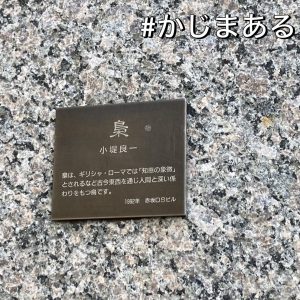 #かじまある
梟
小堤良一
梟は、ギリシャ・ローマでは「知恵の象徴」
とされるなど古今東西を通じ人間と深い係
わりをもつ鳥です。
1992年 赤坂DSビル